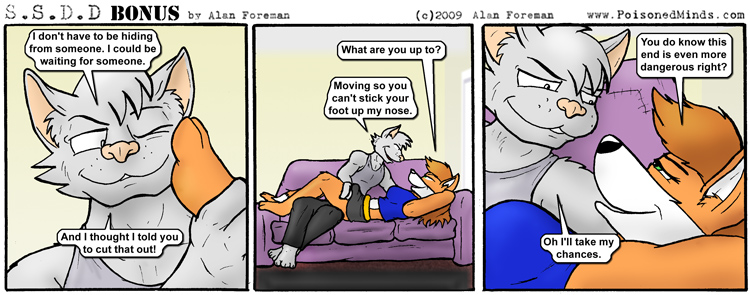 S.S.D.D BONUS by Alan Foreman (c)2009 Alan Foreman www.PoisonedMinds.com
I don't have to be hiding
from someone. I could be
waiting for someone.
And I thought I told you
to cut that out!
What are you up to?
Moving so you
can't stick your
foot up my nose.
You do know this
end is even more
dangerous right?
Oh I'll take my
chances.